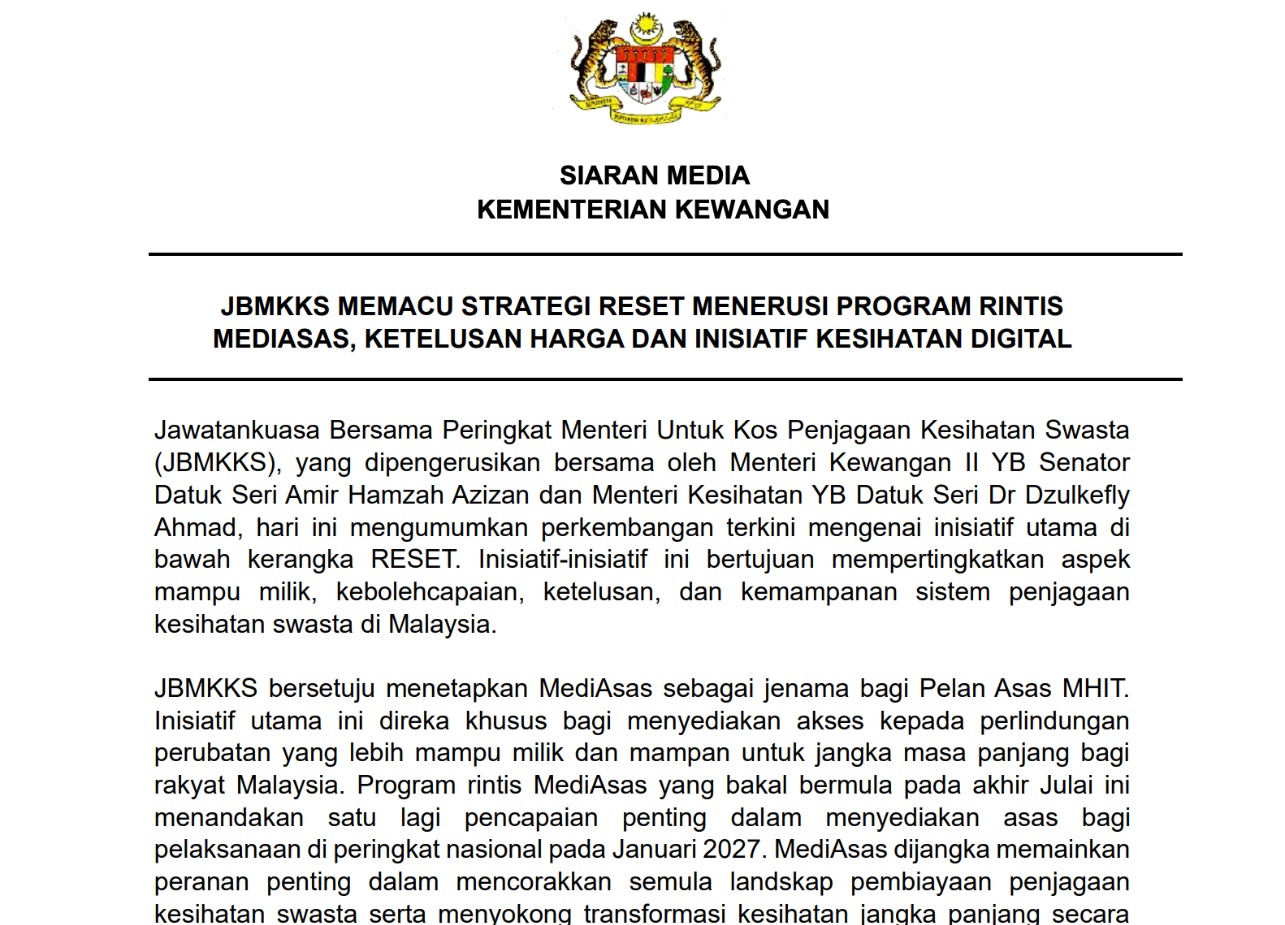 SIARAN MEDIA
KEMENTERIAN KEWANGAN
JBMKKS MEMACU STRATEGI RESET MENERUSI PROGRAM RINTIS
MEDIASAS, KETELUSAN HARGA DAN INISIATIF KESIHATAN DIGITAL
Jawatankuasa Bersama Peringkat Menteri Untuk Kos Penjagaan Kesihatan Swasta
(JBMKKS), yang dipengerusikan bersama oleh Menteri Kewangan II YB Senator
Datuk Seri Amir Hamzah Azizan dan Menteri Kesihatan YB Datuk Seri Dr Dzulkefly
Ahmad, hari ini mengumumkan perkembangan terkini mengenai inisiatif utama di
bawah kerangka RESET. Inisiatif-inisiatif ini bertujuan mempertingkatkan aspek
mampu milik, kebolehcapaian, ketelusan, dan kemampanan sistem penjagaan
kesihatan swasta di Malaysia.
JBMKKS bersetuju menetapkan MediAsas sebagai jenama bagi Pelan Asas MHIT.
Inisiatif utama ini direka khusus bagi menyediakan akses kepada perlindungan
perubatan yang lebih mampu milik dan mampan untuk jangka masa panjang bagi
rakyat Malaysia. Program rintis MediAsas yang bakal bermula pada akhir Julai ini
menandakan satu lagi pencapaian penting dalam menyediakan asas bagi
pelaksanaan di peringkat nasional pada Januari 2027. MediAsas dijangka memainkan
peranan penting dalam mencorakkan semula landskap pembiayaan penjagaan
kesihatan swasta serta menyokong transformasi kesihatan jangka panjang secara